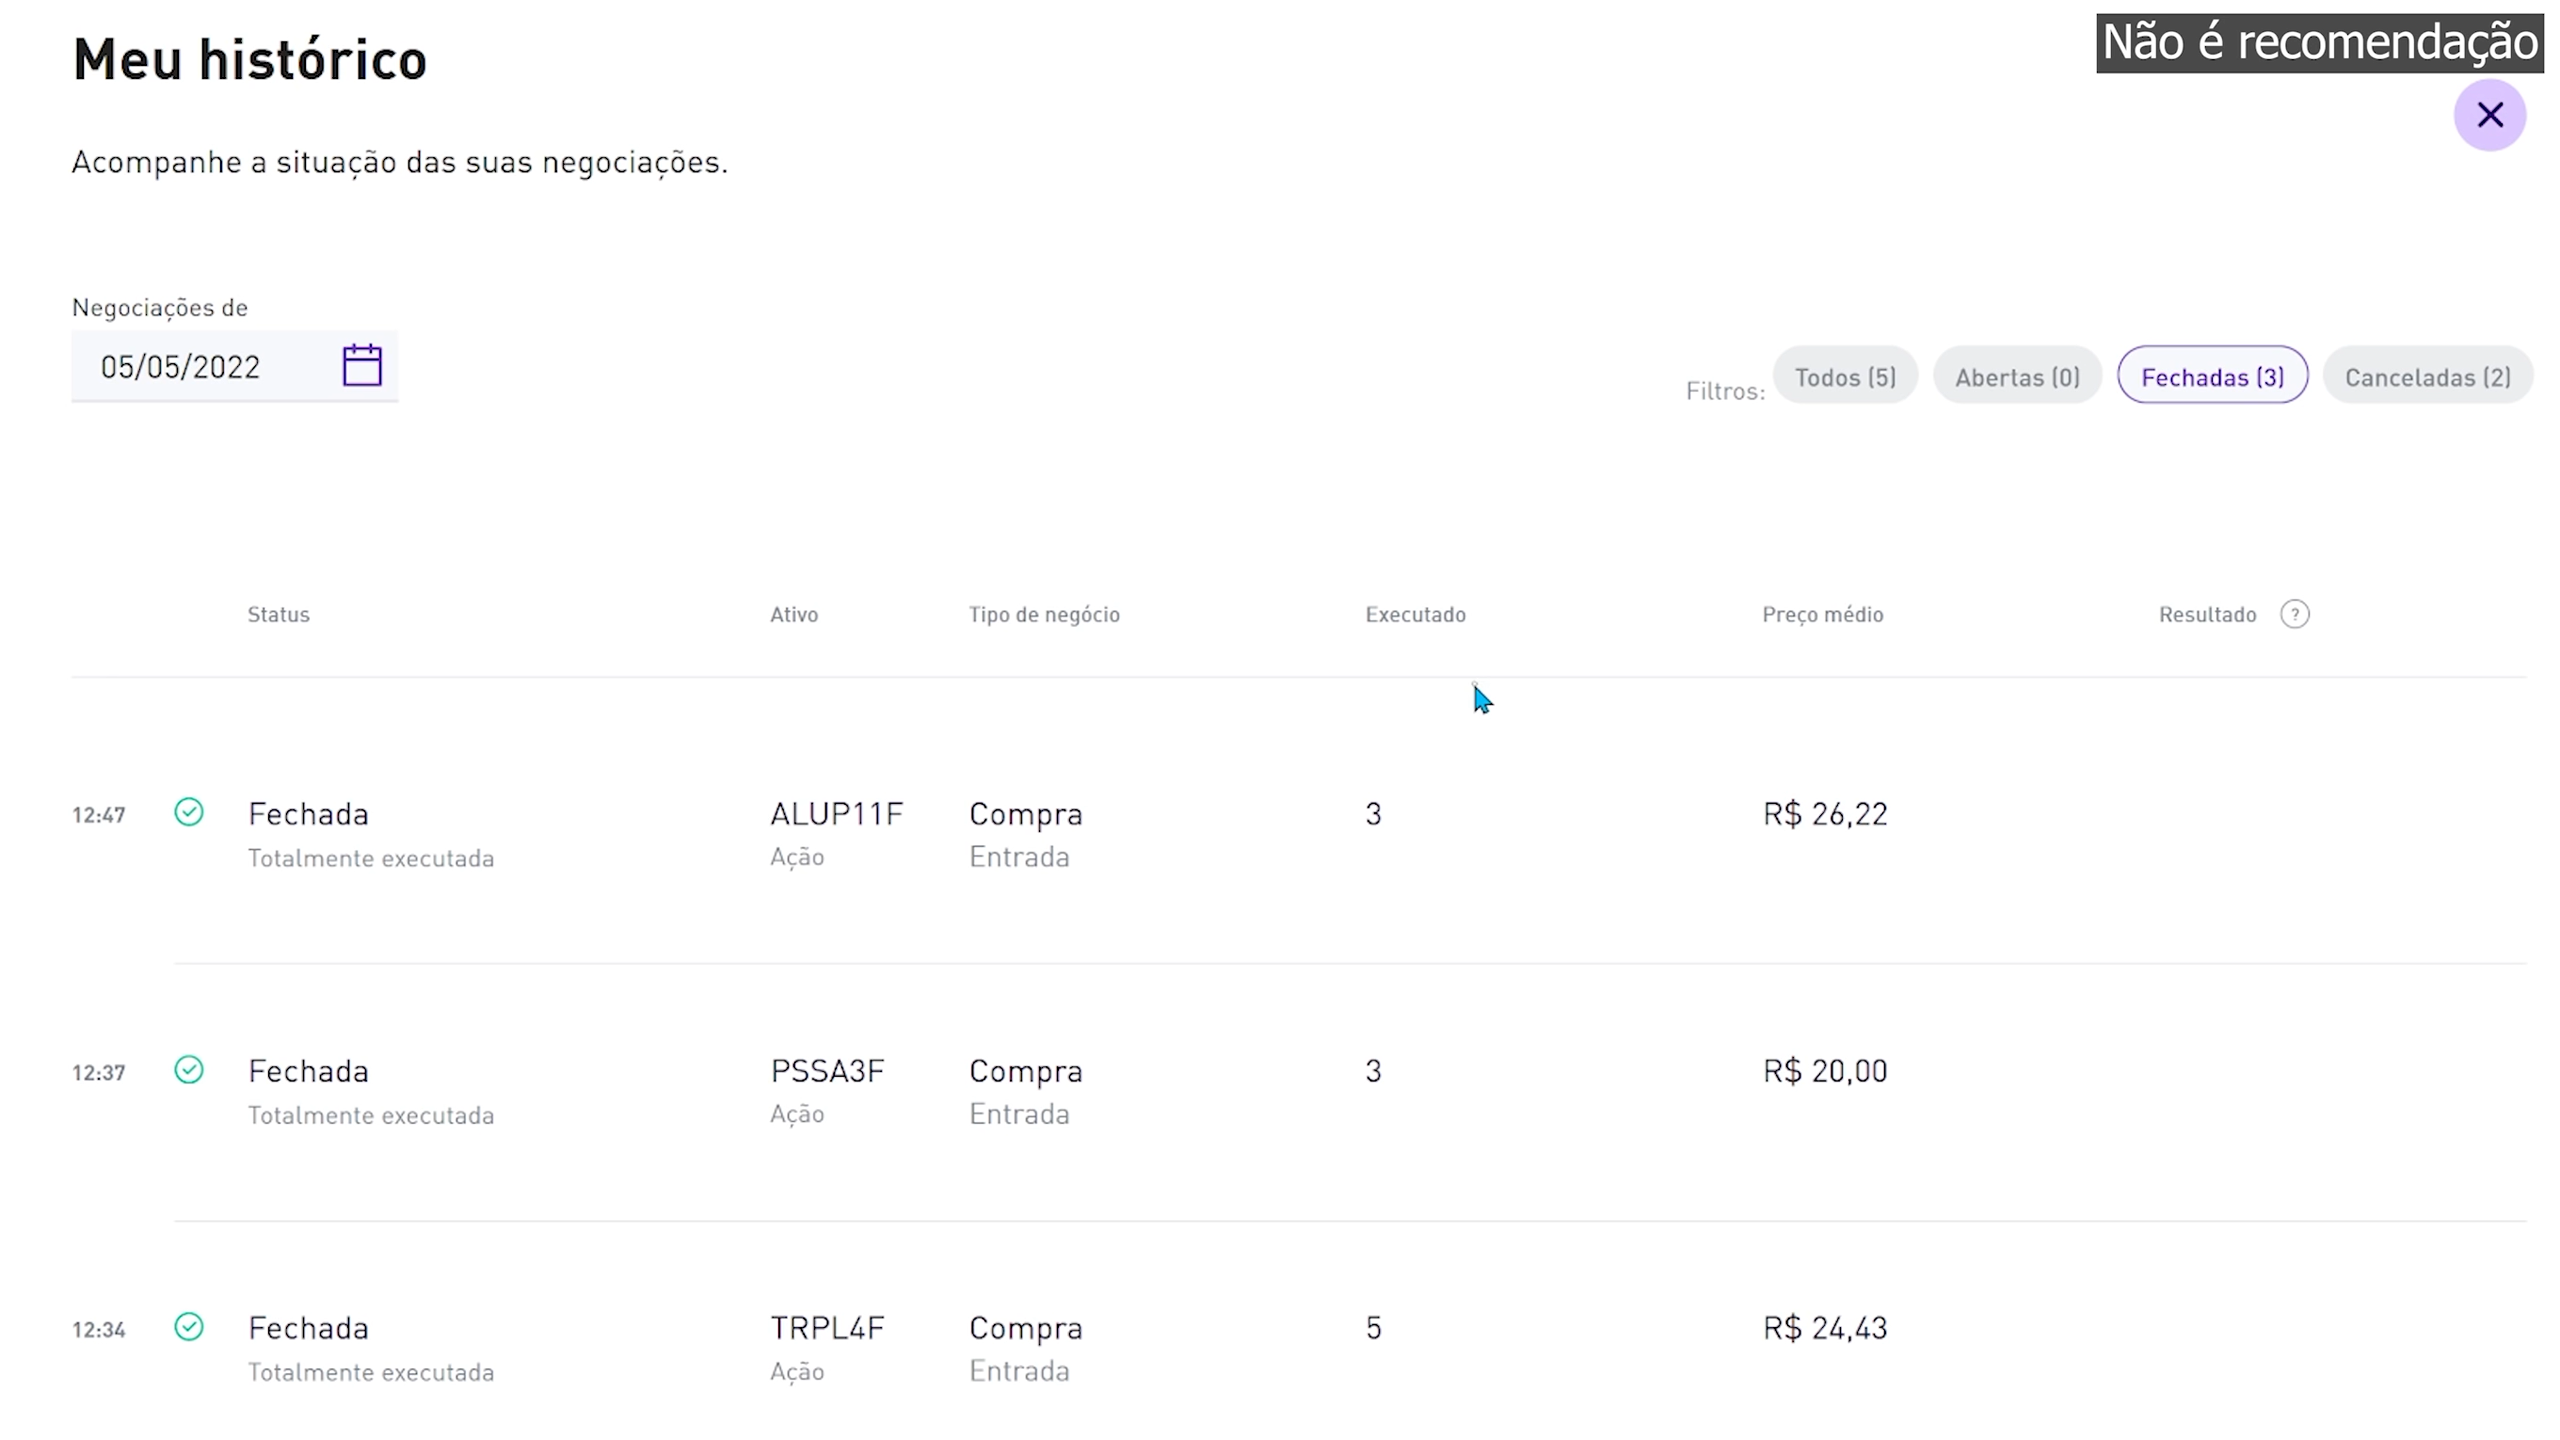 Meu histórico
Não é recomendação
Acompanhe a situação das suas negociações.
Negociações de
05/05/2022
Filtros: Todos (5) Abertas (0) Fechadas (3) Canceladas (2)
Status Ativo Tipo de negócio Executado Preço médio Resultado ?
12:47 Fechada ALUP11F Compra 3 R$ 26,22
Totalmente executada Ação Entrada
12:37 Fechada PSSA3F Compra 3 R$ 20,00
Totalmente executada Ação Entrada
12:34 Fechada TRPL4F Compra 5 R$ 24,43
Totalmente executada Ação Entrada